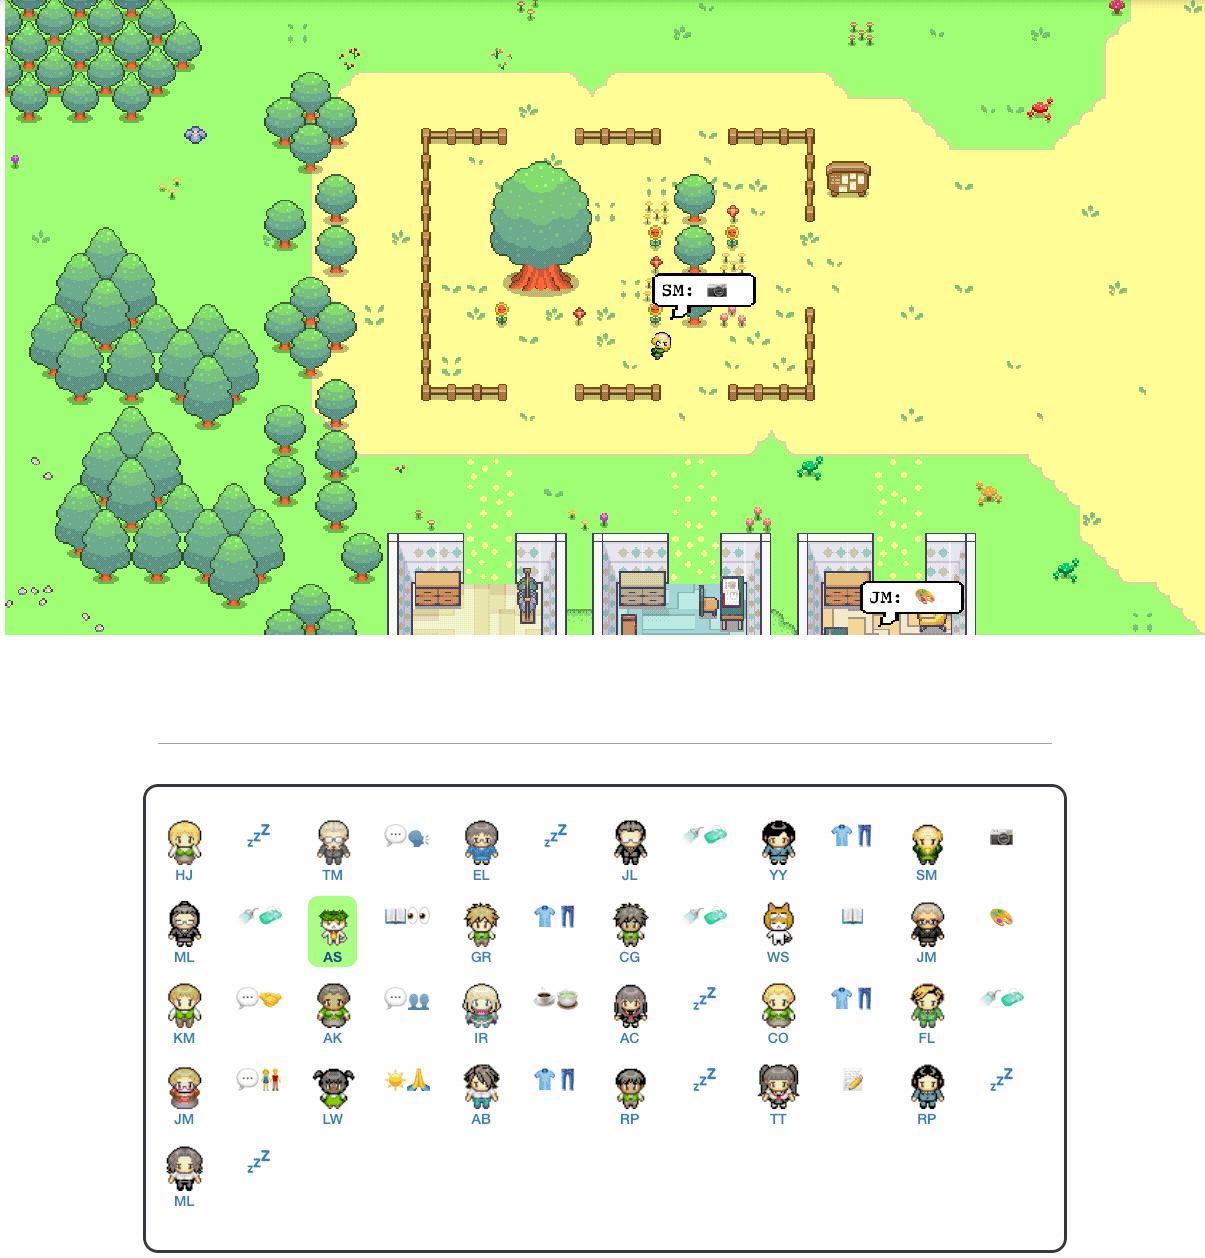 SM:
JM:
HJ TM EL JL YY SM
ML AS GR CG WS JM
KM AK IR AC CO FL
JM LW AB RP TT RP
ML